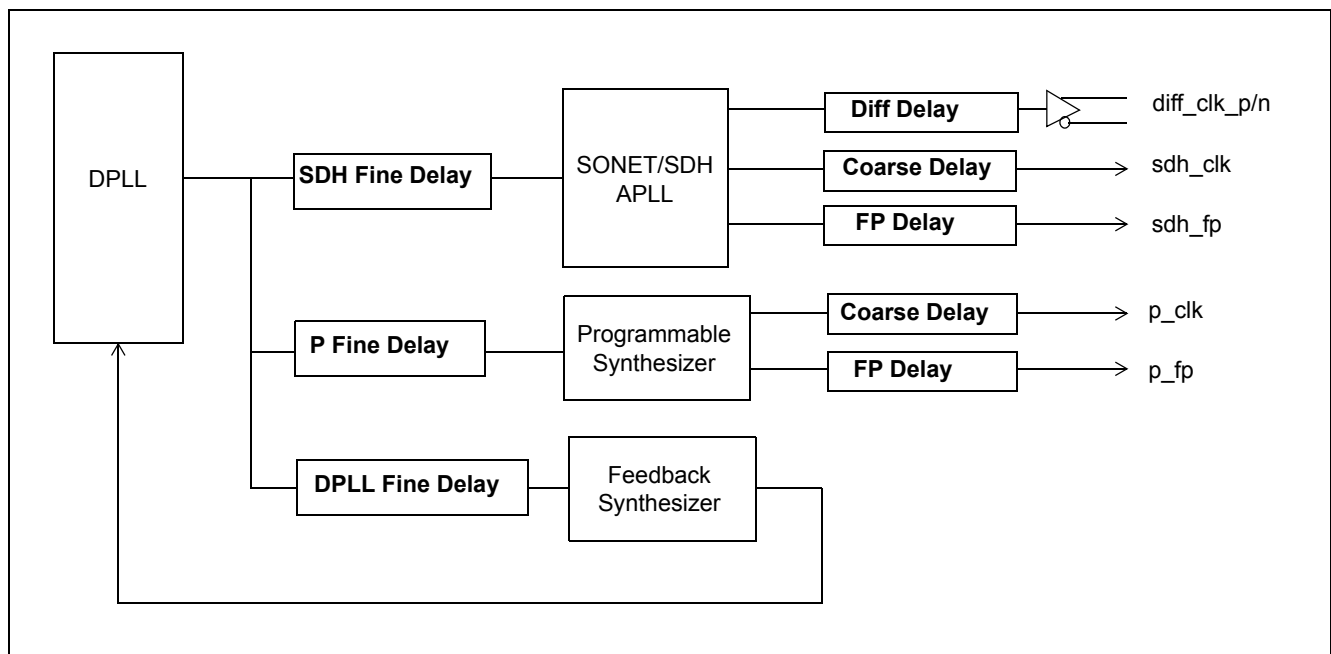 DPLL
SDH Fine Delay
SONET/SDH
APLL
Diff Delay
diff_clk_p/n
Coarse Delay
sdh_clk
FP Delay
sdh_fp
P Fine Delay
Programmable
Synthesizer
Coarse Delay
p_clk
FP Delay
p_fp
DPLL Fine Delay
Feedback
Synthesizer